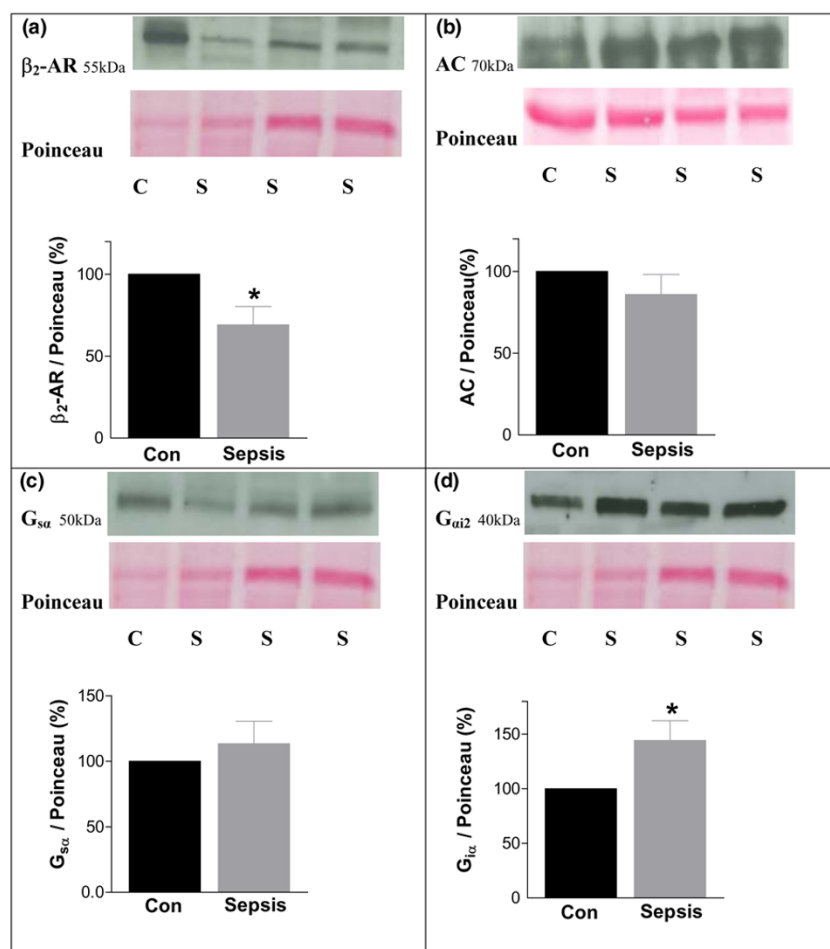 (a)
β₂-AR 55kDa
Poinceau
C S S S
β₂-AR / Poinceau (%)
100
*
50
0
Con Sepsis
(b)
AC 70kDa
Poinceau
C S S S
AC / Poinceau(%)
100
50
0
Con Sepsis
(c)
Gsα 50kDa
Poinceau
C S S S
Gsα / Poinceau (%)
150
100
50
0.0
Con Sepsis
(d)
Gαi2 40kDa
Poinceau
C S S S
Giα / Poinceau (%)
*
150
100
50
0
Con Sepsis